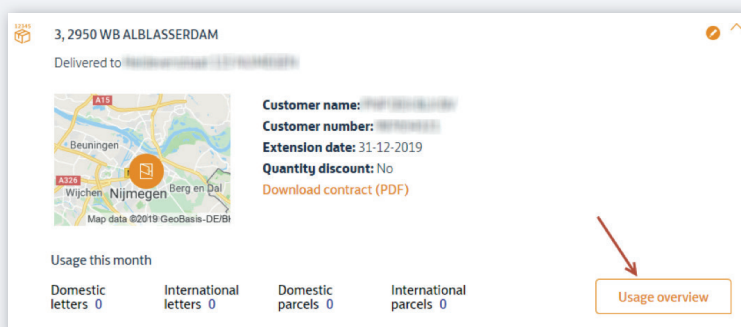 12345
3, 2950 WB ALBLASSERDAM
Delivered to
A15
Beuningen
A326
Wijchen Nijmegen Berg en Dal
Map data ©2019 GeoBasis-DE/BK
Customer name:
Customer number:
Extension date: 31-12-2019
Quantity discount: No
Download contract (PDF)
Usage this month
Domestic International Domestic International
letters 0 letters 0 parcels 0 parcels 0
Usage overview